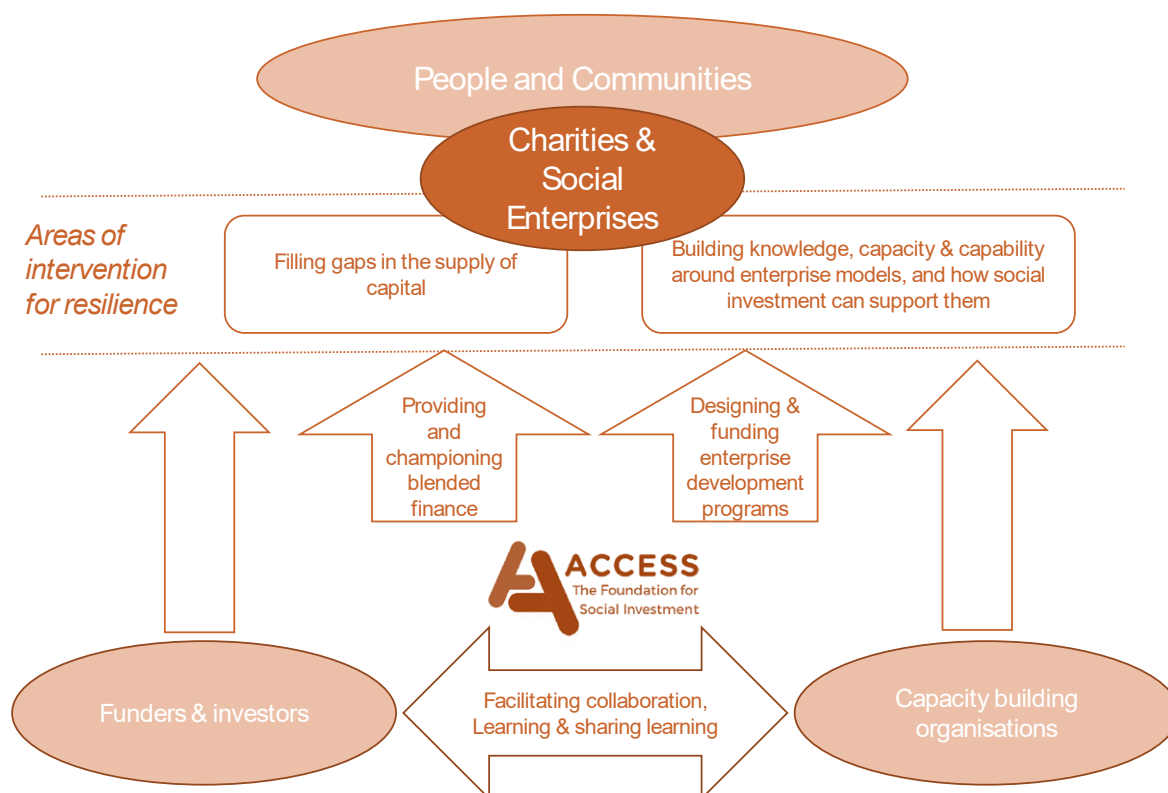 People and Communities
Charities &
Social
Enterprises
Areas of
intervention
for resilience
Filling gaps in the supply of
capital
Building knowledge, capacity & capability
around enterprise models, and how social
investment can support them
Providing
and
championing
blended
finance
Designing &
funding
enterprise
development
programs
ACCESS
The Foundation for
Social Investment
Funders & investors
Facilitating collaboration,
Learning & sharing learning
Capacity building
organisations